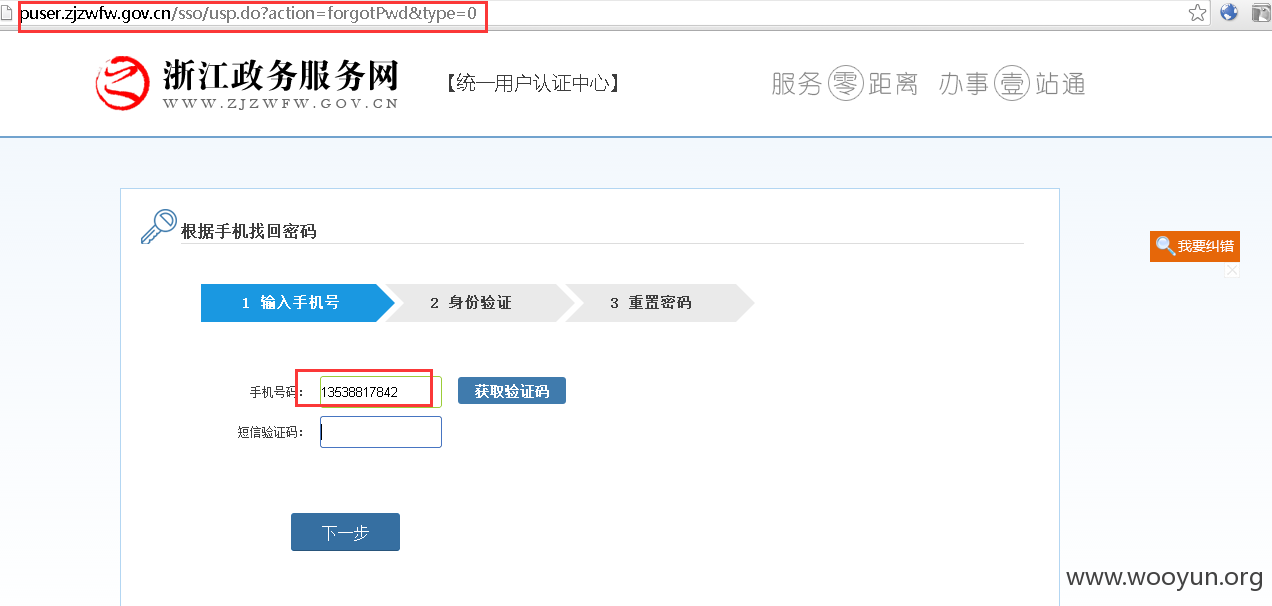 puser.zjzwfw.gov.cn/sso/usp.do?action=forgotPwd&type=0
浙江政务服务网
WWW.ZJZWFW.GOV.CN
【统一用户认证中心】
服务零距离 办事壹站通
根据手机找回密码
我要纠错
1 输入手机号
2 身份验证
3 重置密码
手机号码: 13538817842 获取验证码
短信验证码:
下一步
www.wooyun.org